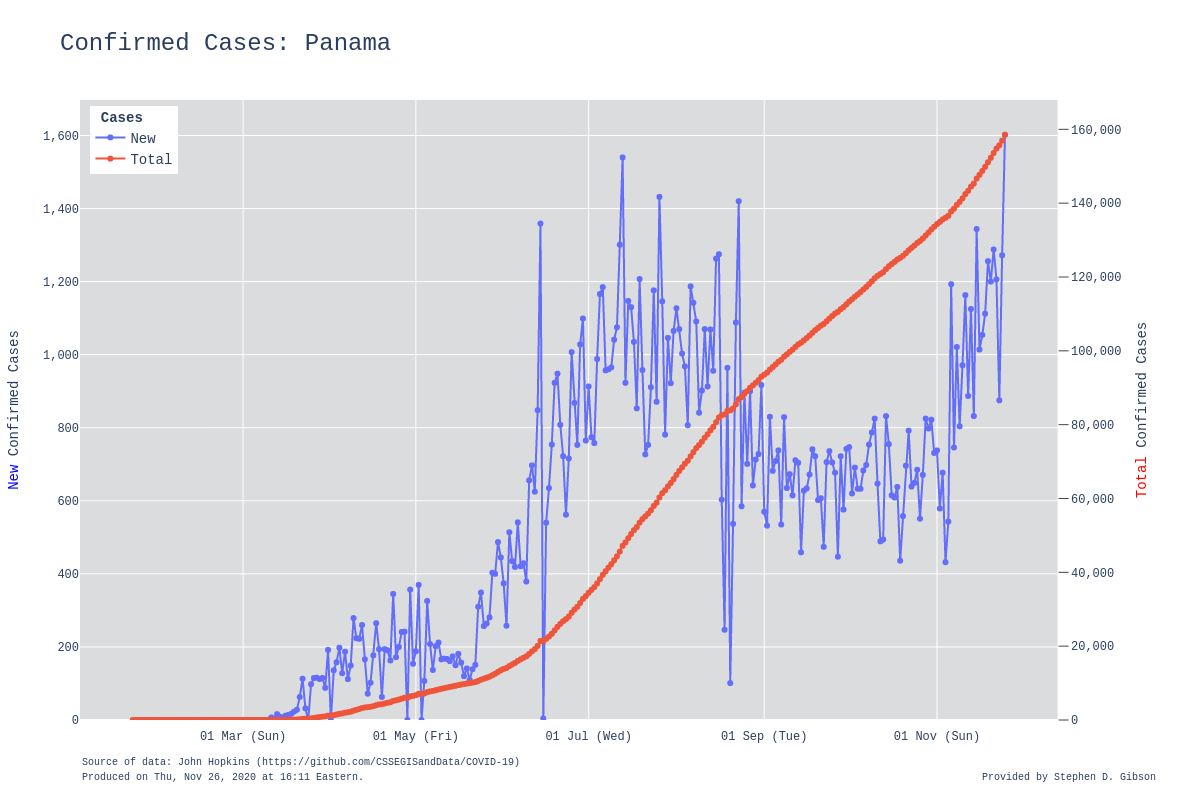 Confirmed Cases: Panama
Cases
New
Total
1,600
1,400
1,200
1,000
800
600
400
200
0
New Confirmed Cases
160,000
140,000
120,000
100,000
80,000
60,000
40,000
20,000
0
Total Confirmed Cases
01 Mar (Sun)
01 May (Fri)
01 Jul (Wed)
01 Sep (Tue)
01 Nov (Sun)
Source of data: John Hopkins (https://github.com/CSSEGISandData/COVID-19)
Produced on Thu, Nov 26, 2020 at 16:11 Eastern.
Provided by Stephen D. Gibson